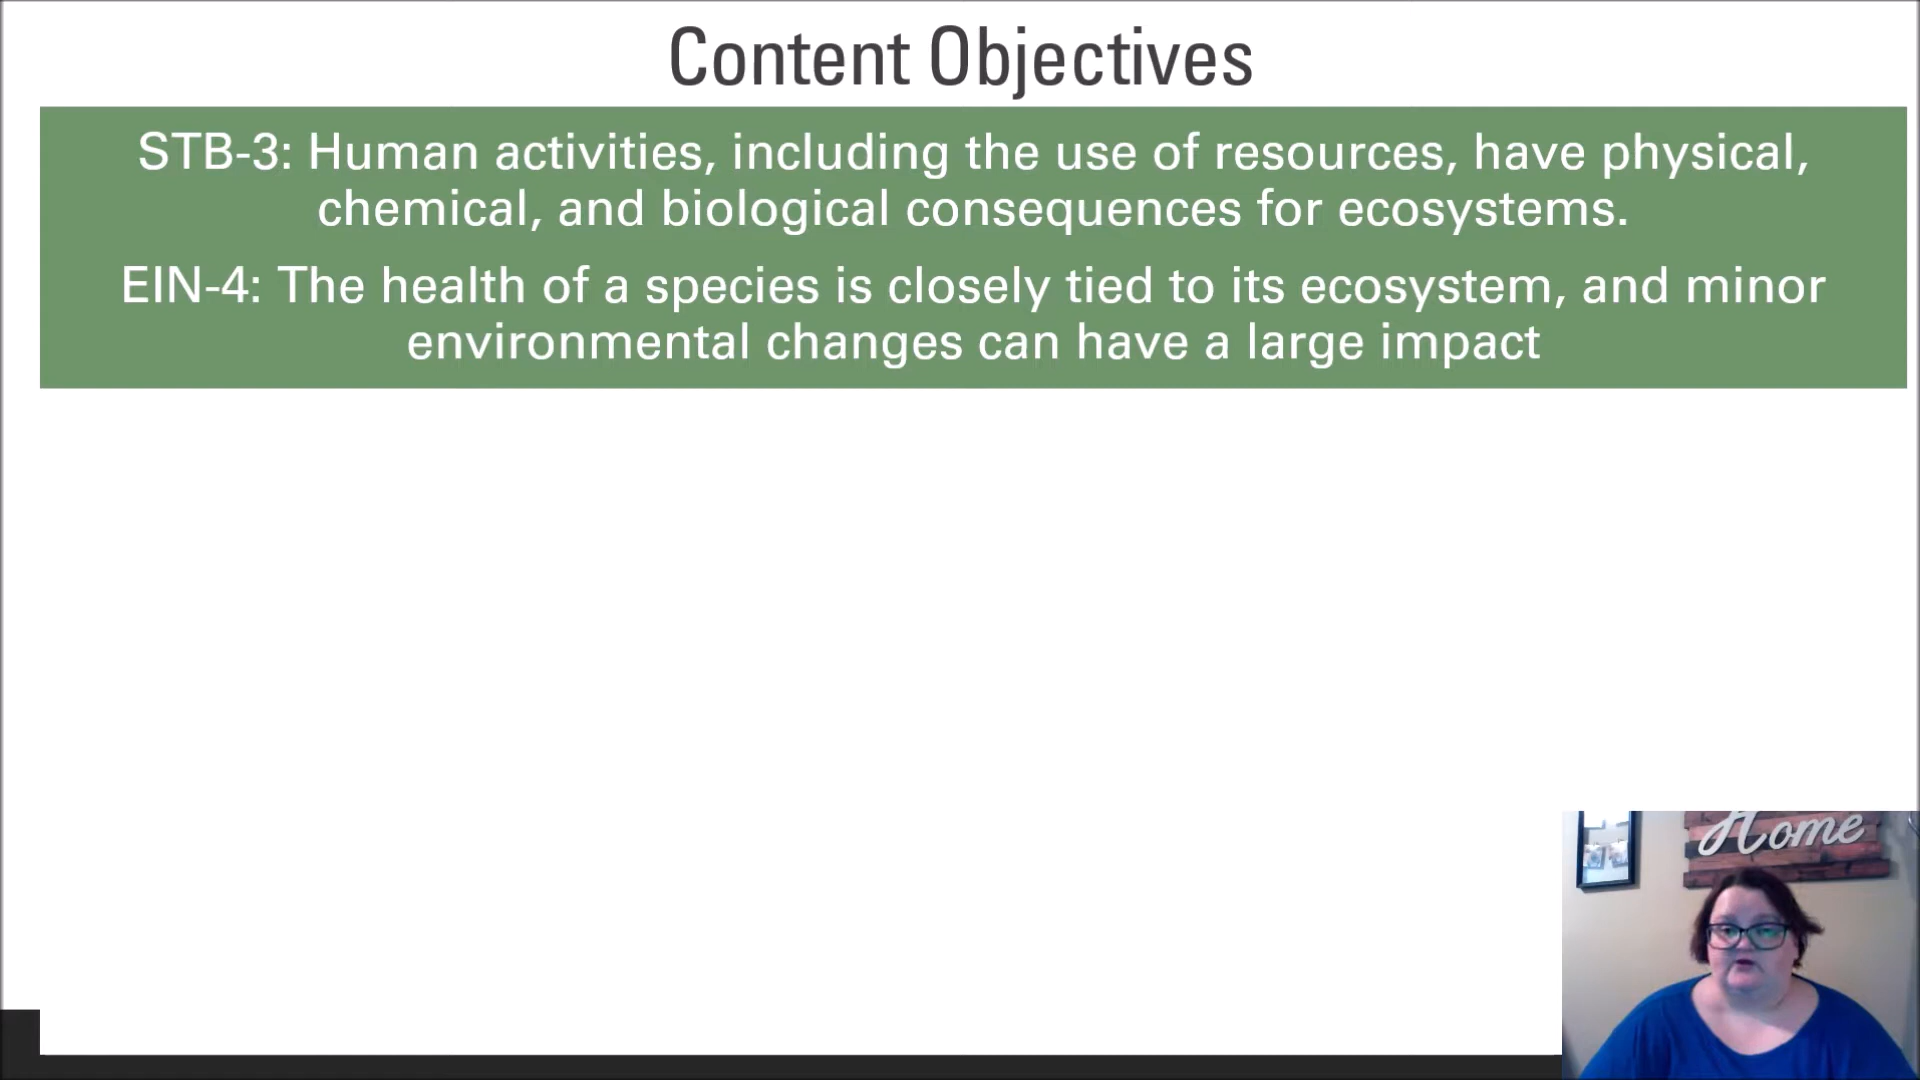 Content Objectives
STB-3: Human activities, including the use of resources, have physical,
chemical, and biological consequences for ecosystems.
EIN-4: The health of a species is closely tied to its ecosystem, and minor
environmental changes can have a large impact
Home